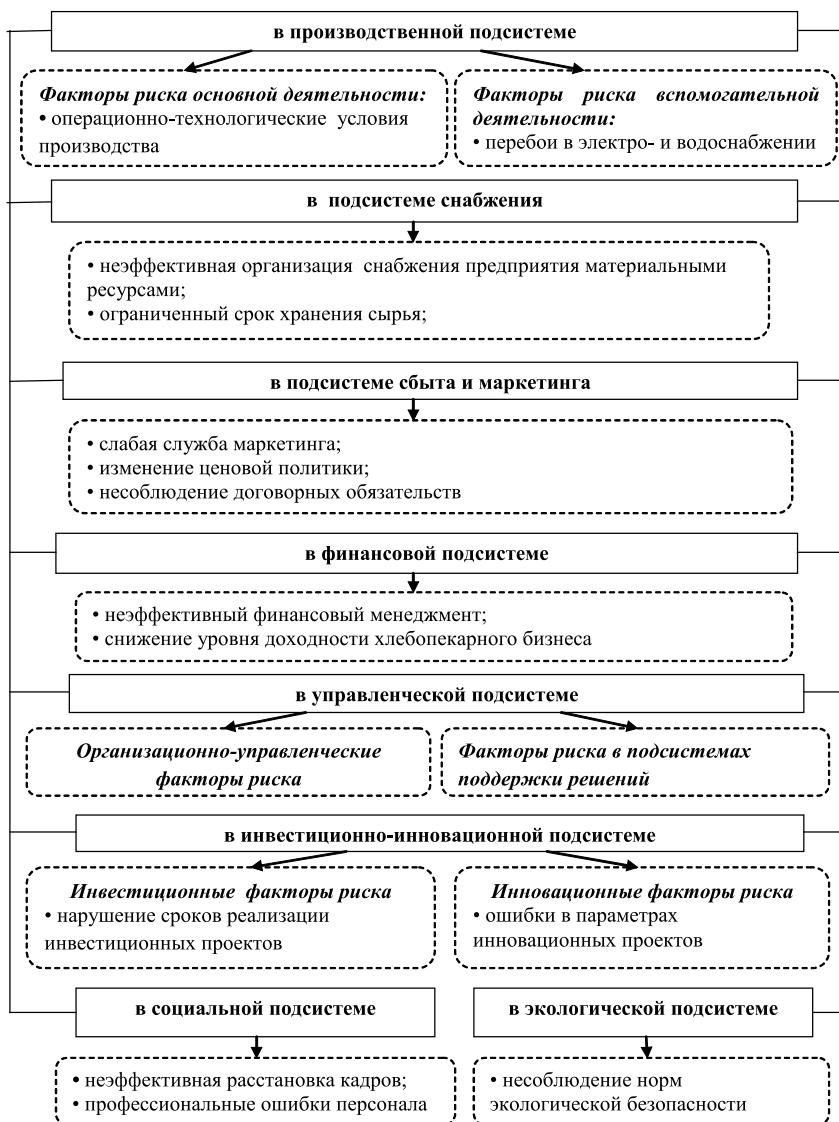 в производственной подсистеме
Факторы риска основной деятельности:
• операционно-технологические условия
производства
Факторы риска вспомогательной
деятельности:
• перебои в электро- и водоснабжении
в подсистеме снабжения
• неэффективная организация снабжения предприятия материальными
ресурсами;
• ограниченный срок хранения сырья;
в подсистеме сбыта и маркетинга
• слабая служба маркетинга;
• изменение ценовой политики;
• несоблюдение договорных обязательств
в финансовой подсистеме
• неэффективный финансовый менеджмент;
• снижение уровня доходности хлебопекарного бизнеса
в управленческой подсистеме
Организационно-управленческие
факторы риска
Факторы риска в подсистемах
поддержки решений
в инвестиционно-инновационной подсистеме
Инвестиционные факторы риска
• нарушение сроков реализации
инвестиционных проектов
Инновационные факторы риска
• ошибки в параметрах
инновационных проектов
в социальной подсистеме
• неэффективная расстановка кадров;
• профессиональные ошибки персонала
в экологической подсистеме
• несоблюдение норм
экологической безопасности